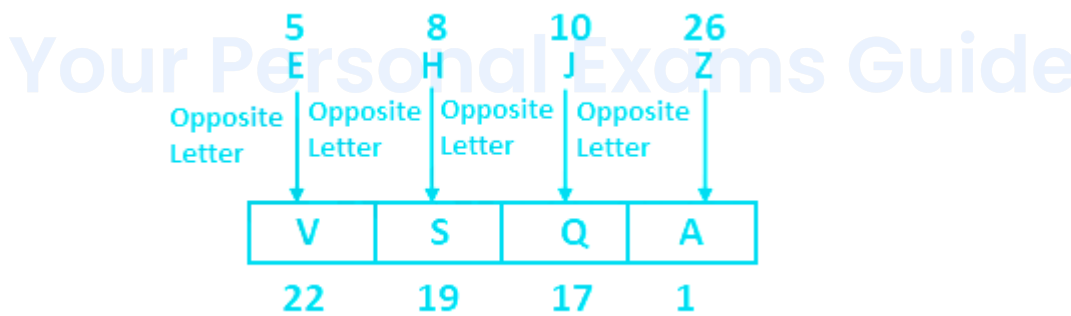 5 8 10 26
Your Personal Exams Guide
E H J Z
Opposite Letter Opposite Letter Opposite Letter Opposite Letter
V S Q A
22 19 17 1